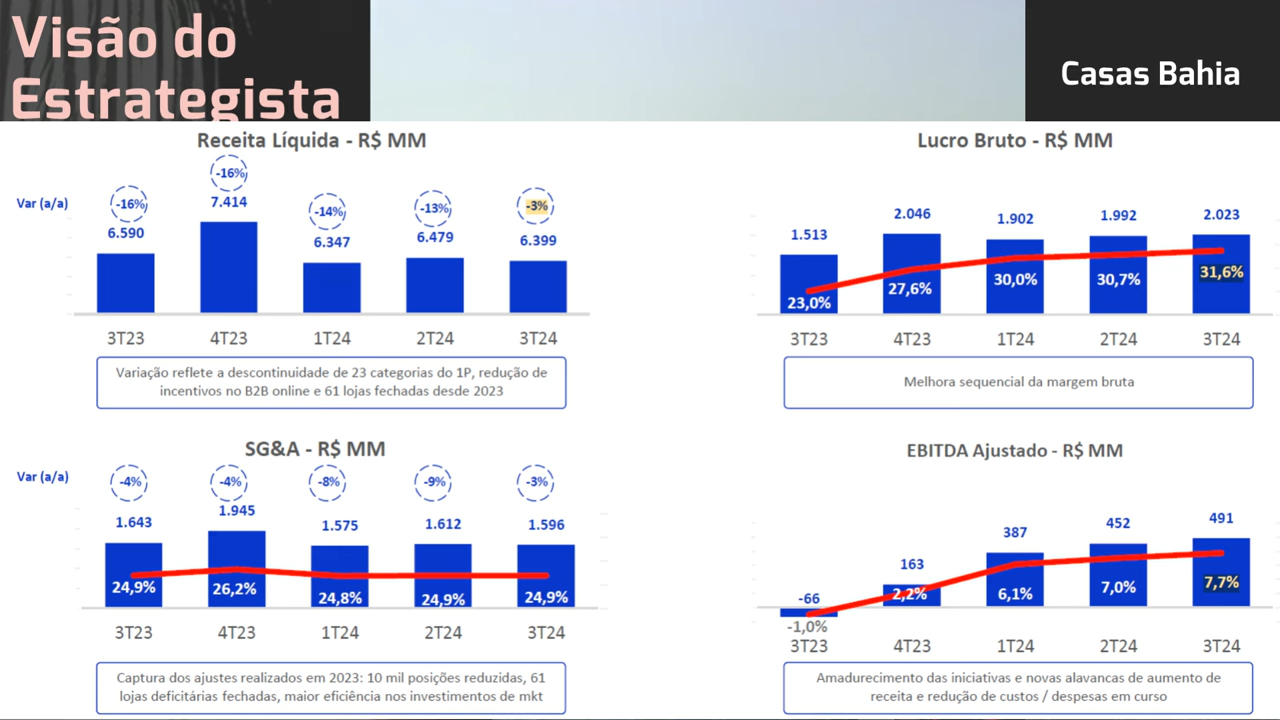 Visão do
Estrategista
Casas Bahia
Receita Líquida - R$ MM
Var (a/a)
-16%
-16%
-14%
-13%
-3%
6.590
7.414
6.347
6.479
6.399
3T23
4T23
1T24
2T24
3T24
Variação reflete a descontinuidade de 23 categorias do 1P, redução de
incentivos no B2B online e 61 lojas fechadas desde 2023
Lucro Bruto - R$ MM
1.513
2.046
1.902
1.992
2.023
23,0%
27,6%
30,0%
30,7%
31,6%
3T23
4T23
1T24
2T24
3T24
Melhora sequencial da margem bruta
SG&A - R$ MM
Var (a/a)
-4%
-4%
-8%
-9%
-3%
1.643
1.945
1.575
1.612
1.596
24,9%
26,2%
24,8%
24,9%
24,9%
3T23
4T23
1T24
2T24
3T24
Captura dos ajustes realizados em 2023: 10 mil posições reduzidas, 61
lojas deficitárias fechadas, maior eficiência nos investimentos de mkt
EBITDA Ajustado - R$ MM
-66
163
387
452
491
-1,0%
2,2%
6,1%
7,0%
7,7%
3T23
4T23
1T24
2T24
3T24
Amadurecimento das iniciativas e novas alavancas de aumento de
receita e redução de custos / despesas em curso